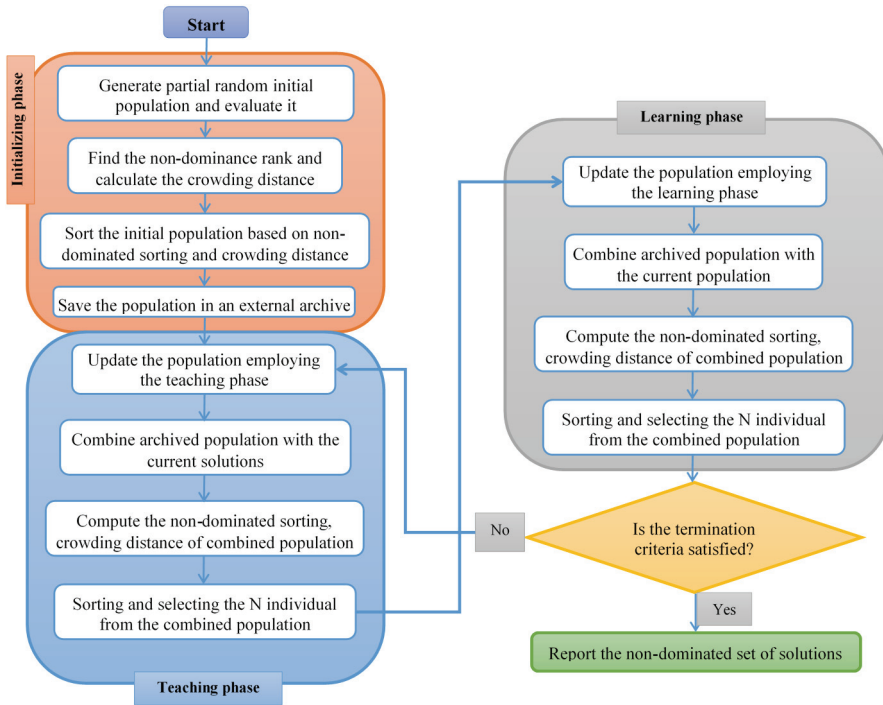 Start
Initializing phase
Generate partial random initial
population and evaluate it
Find the non-dominance rank and
calculate the crowding distance
Sort the initial population based on non-
dominated sorting and crowding distance
Save the population in an external archive
Update the population employing
the teaching phase
Combine archived population with the
current solutions
Compute the non-dominated sorting,
crowding distance of combined population
Sorting and selecting the N individual
from the combined population
Teaching phase
Learning phase
Update the population employing
the learning phase
Combine archived population with
the current population
Compute the non-dominated sorting,
crowding distance of combined population
Sorting and selecting the N individual
from the combined population
Is the termination
criteria satisfied?
No
Yes
Report the non-dominated set of solutions